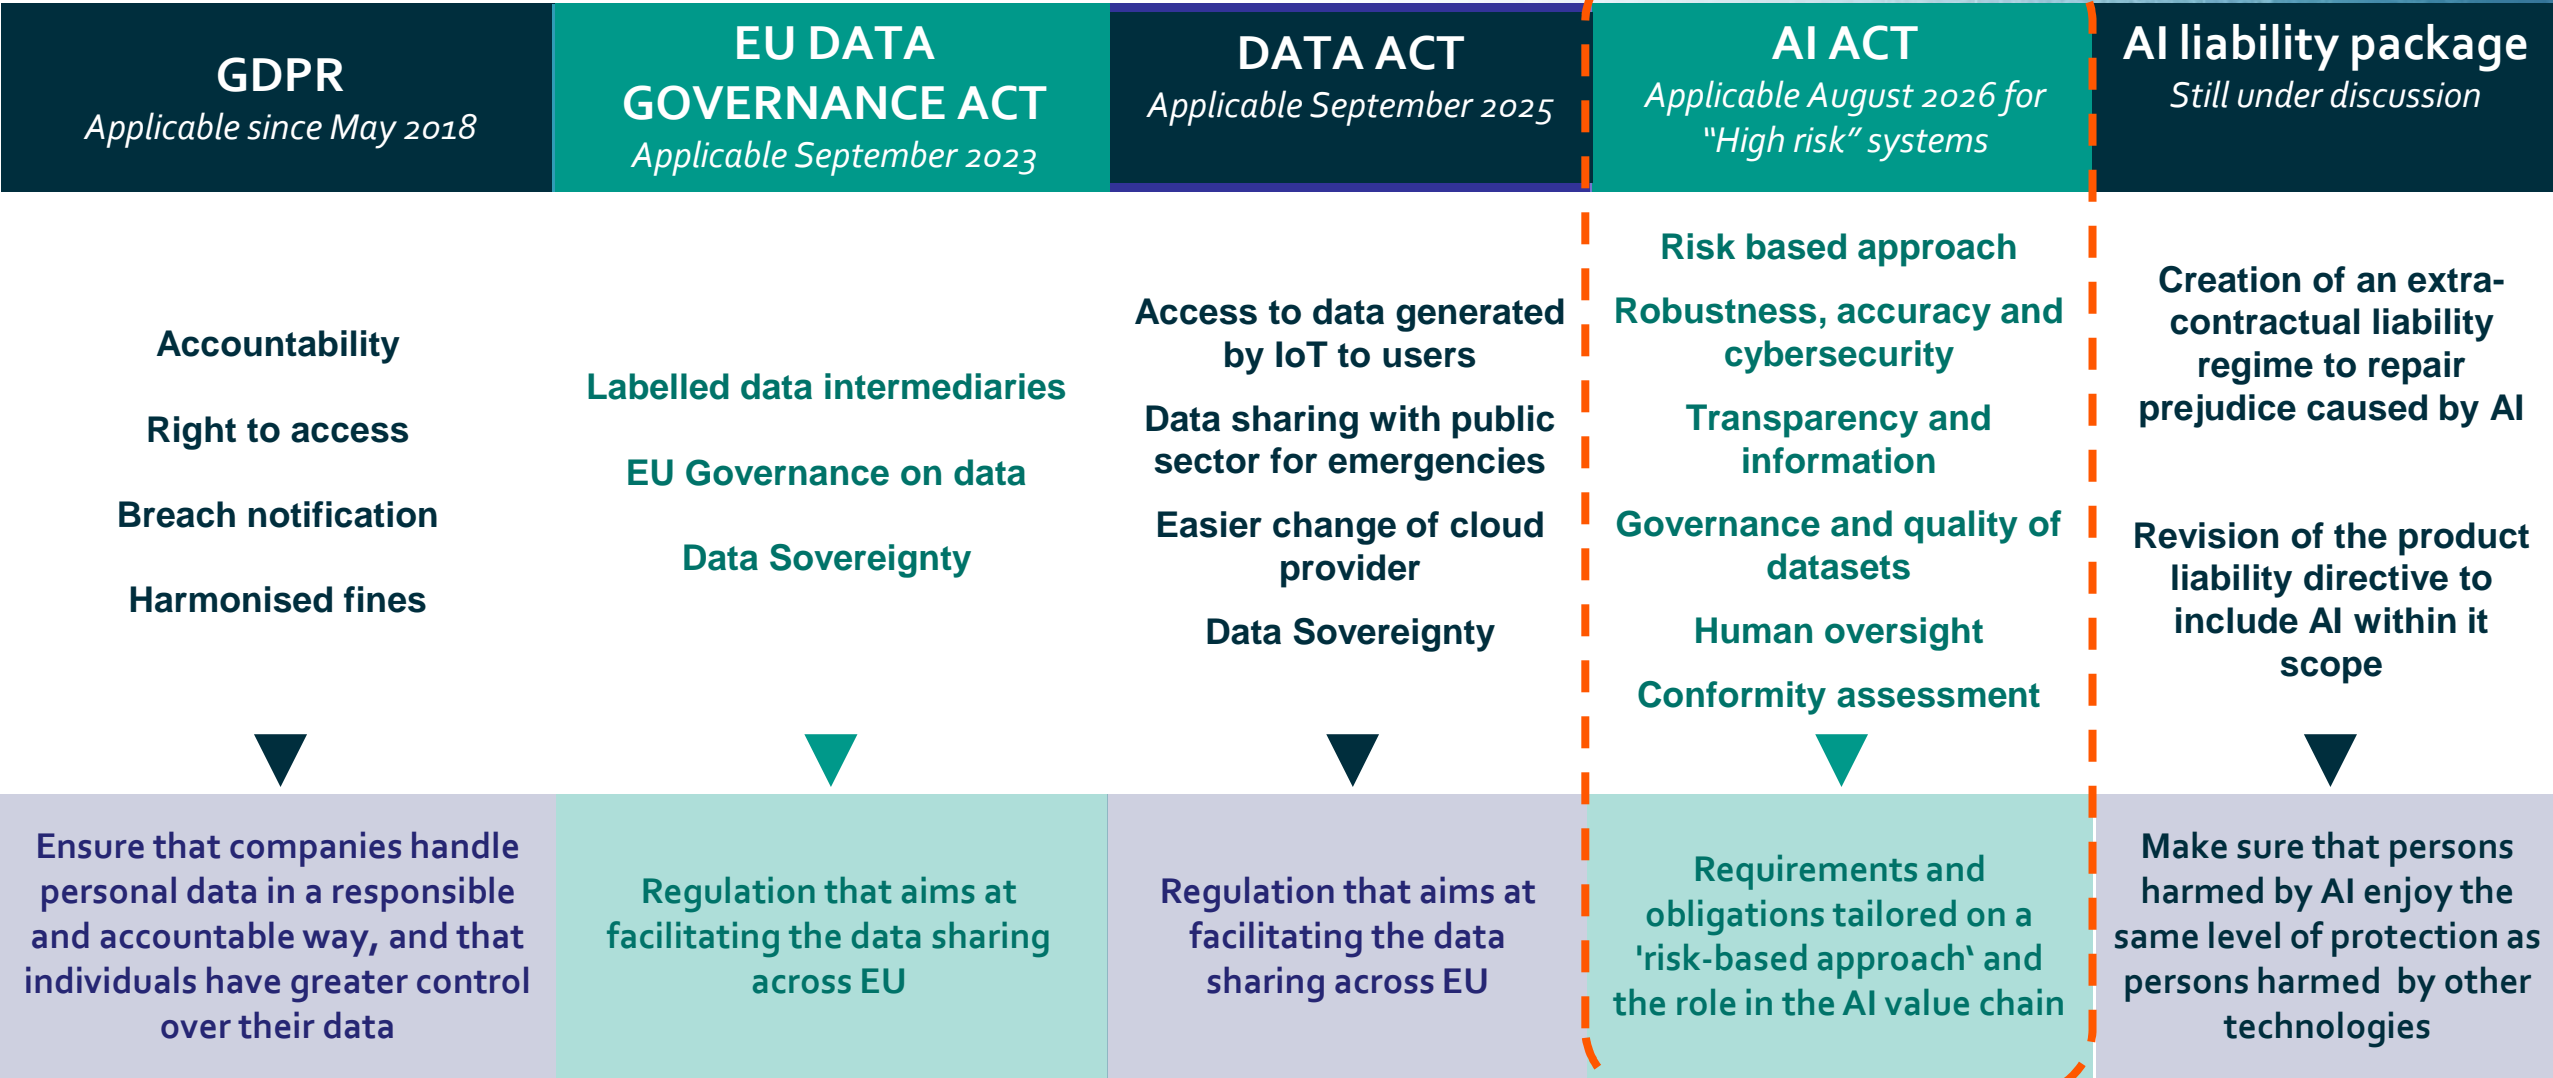 GDPR
Applicable since May 2018
Accountability
Right to access
Breach notification
Harmonised fines
Ensure that companies handle
personal data in a responsible
and accountable way, and that
individuals have greater control
over their data
EU DATA
GOVERNANCE ACT
Applicable September 2023
Labelled data intermediaries
EU Governance on data
Data Sovereignty
Regulation that aims at
facilitating the data sharing
across EU
DATA ACT
Applicable September 2025
Access to data generated
by IoT to users
Data sharing with public
sector for emergencies
Easier change of cloud
provider
Data Sovereignty
Regulation that aims at
facilitating the data
sharing across EU
AI ACT
Applicable August 2026 for
“High risk” systems
Risk based approach
Robustness, accuracy and
cybersecurity
Transparency and
information
Governance and quality of
datasets
Human oversight
Conformity assessment
Requirements and
obligations tailored on a
'risk-based approach‘ and
the role in the AI value chain
AI liability package
Still under discussion
Creation of an extra-
contractual liability
regime to repair
prejudice caused by AI
Revision of the product
liability directive to
include AI within it
scope
Make sure that persons
harmed by AI enjoy the
same level of protection as
persons harmed by other
technologies